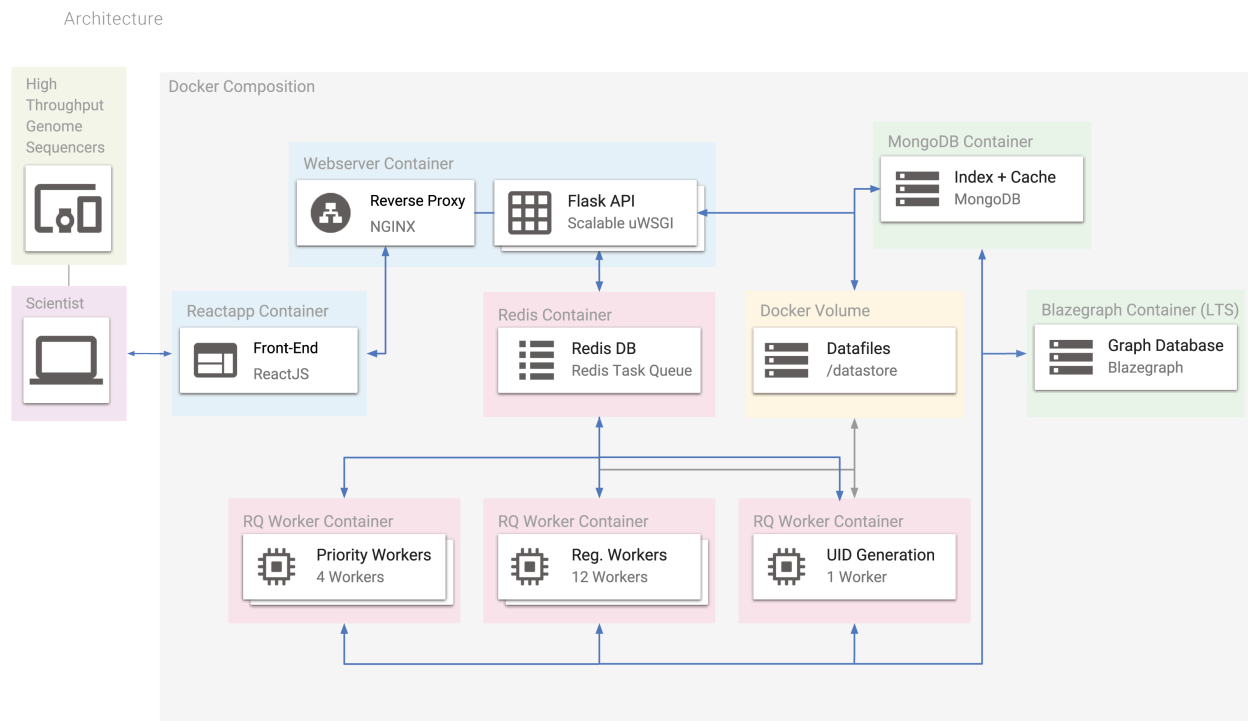 Architecture
High
Throughput
Genome
Sequencers
Scientist
Docker Composition
Webserver Container
Reverse Proxy
NGINX
Flask API
Scalable uWSGI
MongoDB Container
Index + Cache
MongoDB
Reactapp Container
Front-End
ReactJS
Redis Container
Redis DB
Redis Task Queue
Docker Volume
Datafiles
/datastore
Blazegraph Container (LTS)
Graph Database
Blazegraph
RQ Worker Container
Priority Workers
4 Workers
RQ Worker Container
Reg. Workers
12 Workers
RQ Worker Container
UID Generation
1 Worker